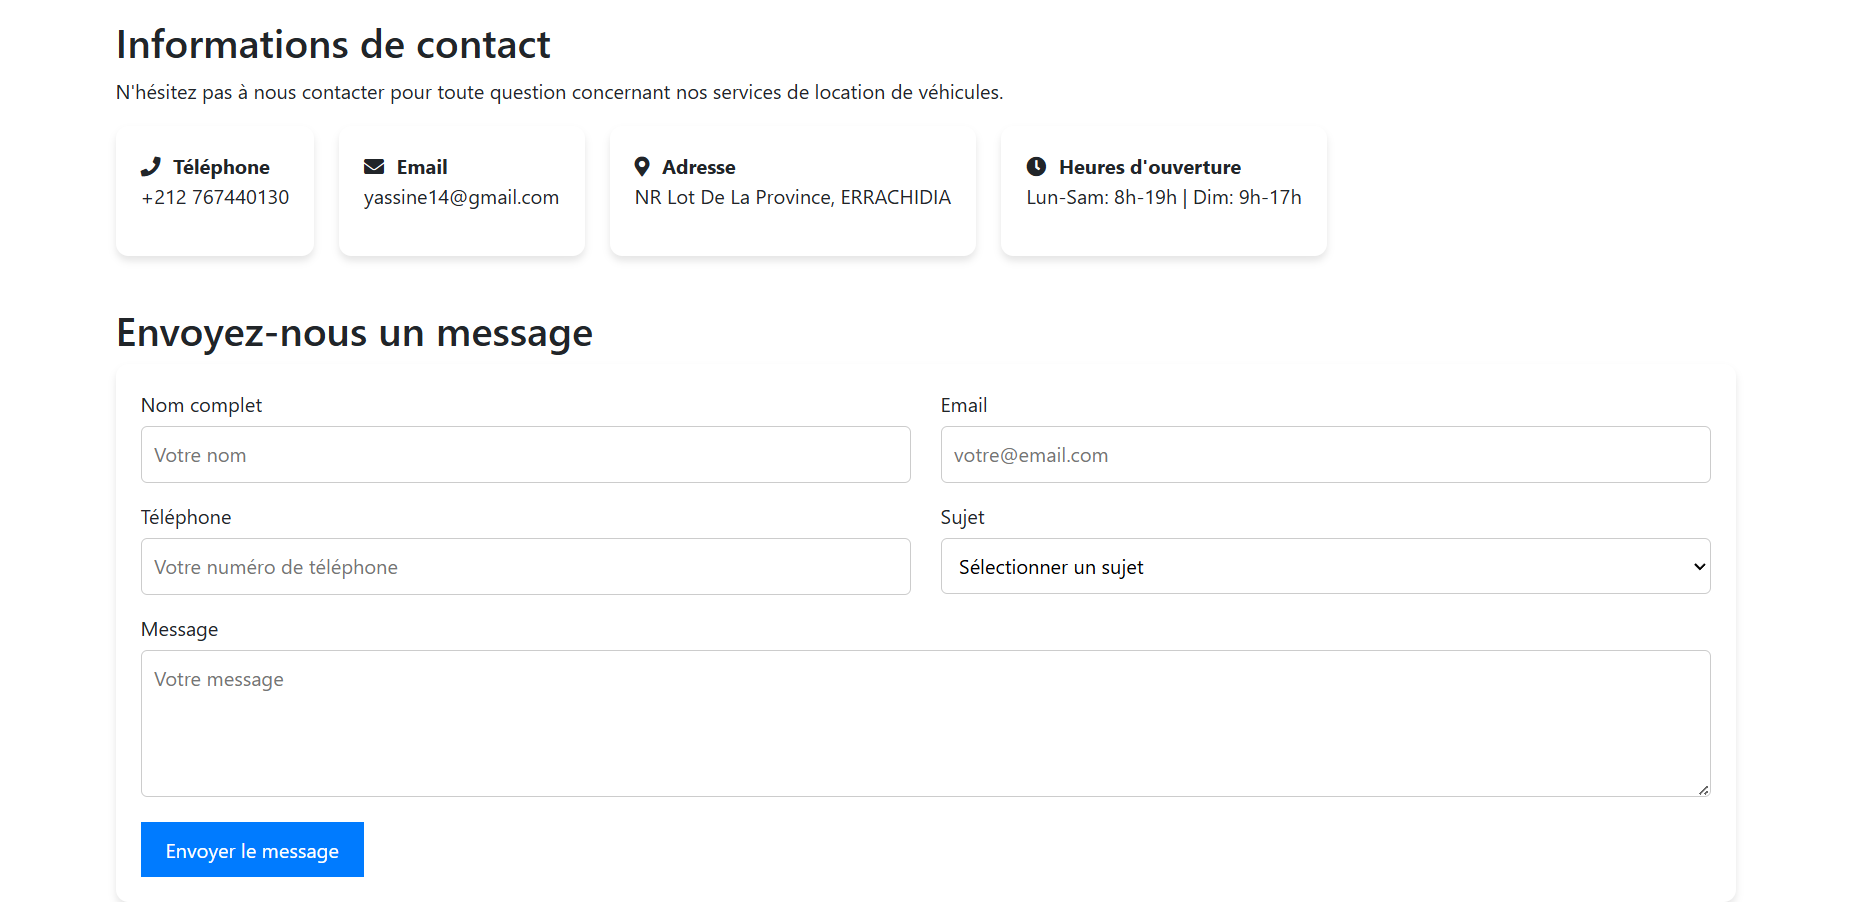 Informations de contact
N'hésitez pas à nous contacter pour toute question concernant nos services de location de véhicules.
Téléphone
+212 767440130
Email
yassine14@gmail.com
Adresse
NR Lot De La Province, ERRACHIDIA
Heures d'ouverture
Lun-Sam: 8h-19h | Dim: 9h-17h
Envoyez-nous un message
Nom complet
Votre nom
Email
votre@email.com
Téléphone
Votre numéro de téléphone
Sujet
Sélectionner un sujet
Message
Votre message
Envoyer le message